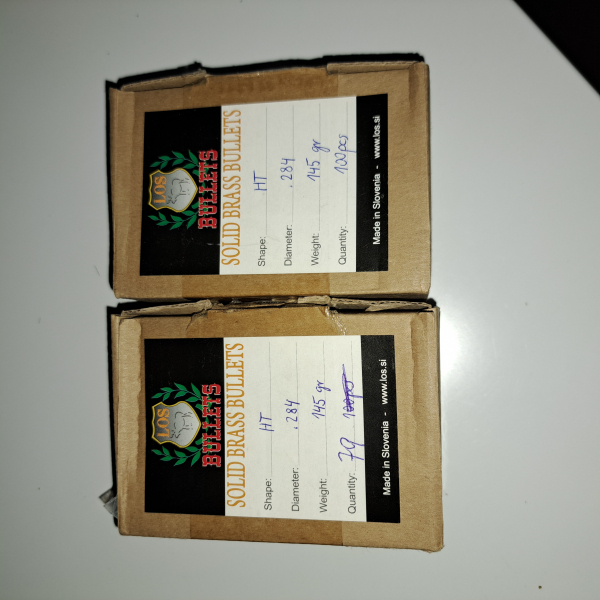 LOS
BULLETS
SOLID BRASS BULLETS
Shape: HT
Diameter: .284
Weight: 145 gr
Quantity: 100pcs
Made in Slovenia - www.los.si
LOS
BULLETS
SOLID BRASS BULLETS
Shape: HT
Diameter: .284
Weight: 145 gr
Quantity: 79 100pcs
Made in Slovenia - www.los.si